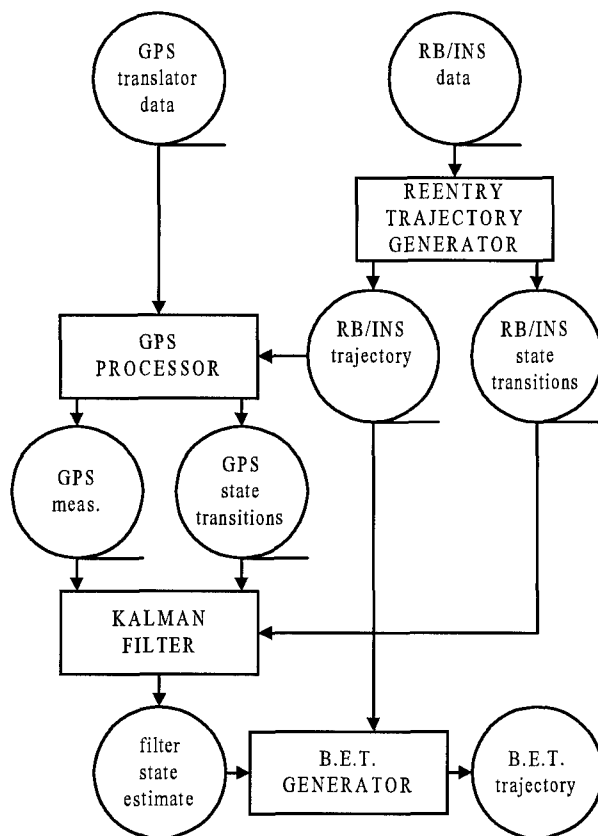 GPS
translator
data
RB/INS
data
REENTRY
TRAJECTORY
GENERATOR
GPS
PROCESSOR
RB/INS
trajectory
RB/INS
state
transitions
GPS
meas.
GPS
state
transitions
KALMAN
FILTER
filter
state
estimate
B.E.T.
GENERATOR
B.E.T.
trajectory